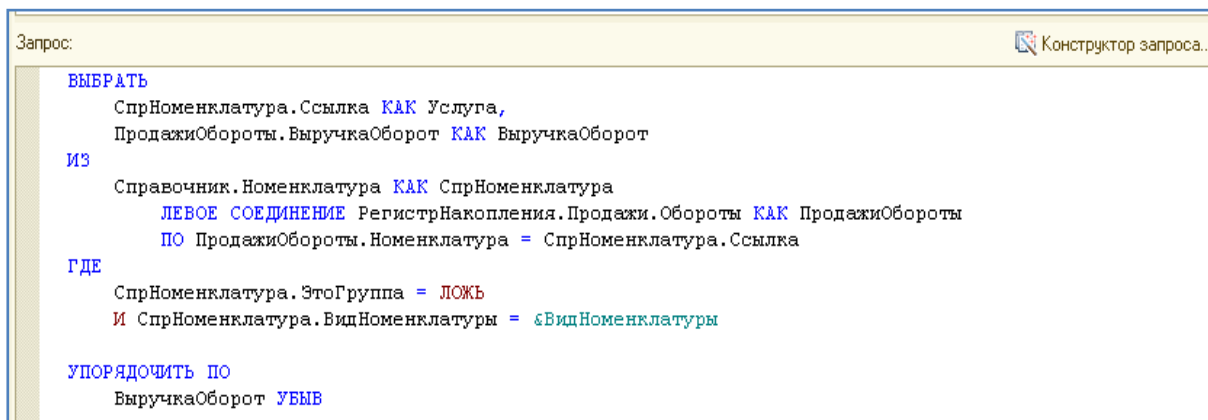 Запрос: Конструктор запроса..
ВЫБРАТЬ
СпрНоменклатура.Ссылка КАК Услуга,
ПродажиОбороты.ВыручкаОборот КАК ВыручкаОборот
ИЗ
Справочник.Номенклатура КАК СпрНоменклатура
ЛЕВОЕ СОЕДИНЕНИЕ РегистрНакопления.Продажи.Обороты КАК ПродажиОбороты
ПО ПродажиОбороты.Номенклатура = СпрНоменклатура.Ссылка
ГДЕ
СпрНоменклатура.ЭтоГруппа = ЛОЖЬ
И СпрНоменклатура.ВидНоменклатуры = &ВидНоменклатуры
УПОРЯДОЧИТЬ ПО
ВыручкаОборот УБЫВ